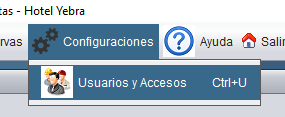 tas - Hotel Yebra
rvas Configuraciones Ayuda Salir
Usuarios y Accesos Ctrl+U